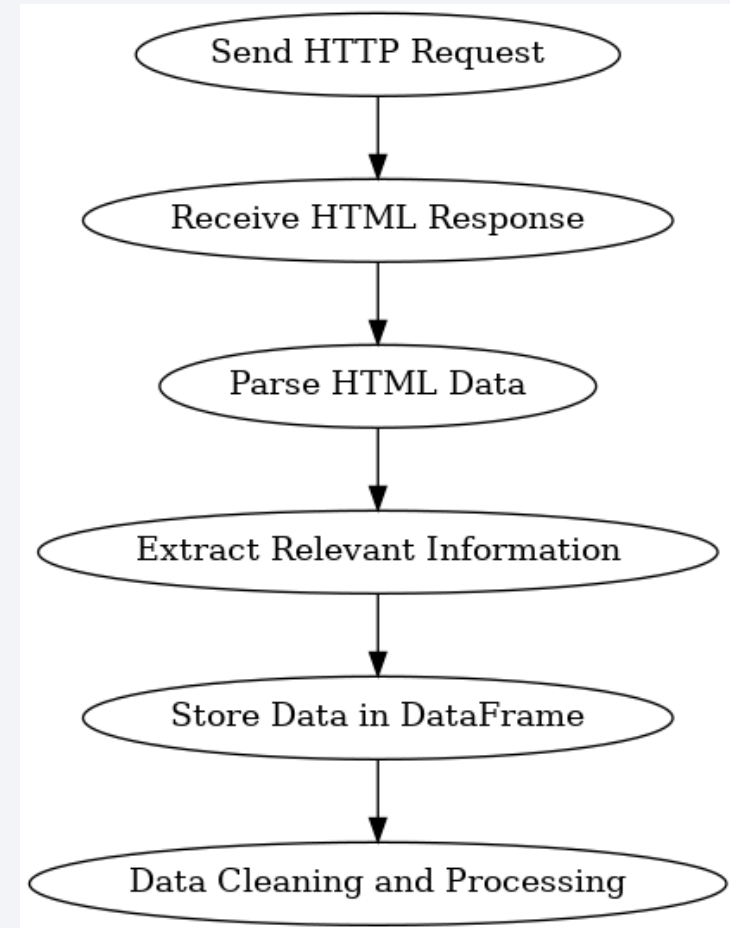 Send HTTP Request
Receive HTML Response
Parse HTML Data
Extract Relevant Information
Store Data in DataFrame
Data Cleaning and Processing